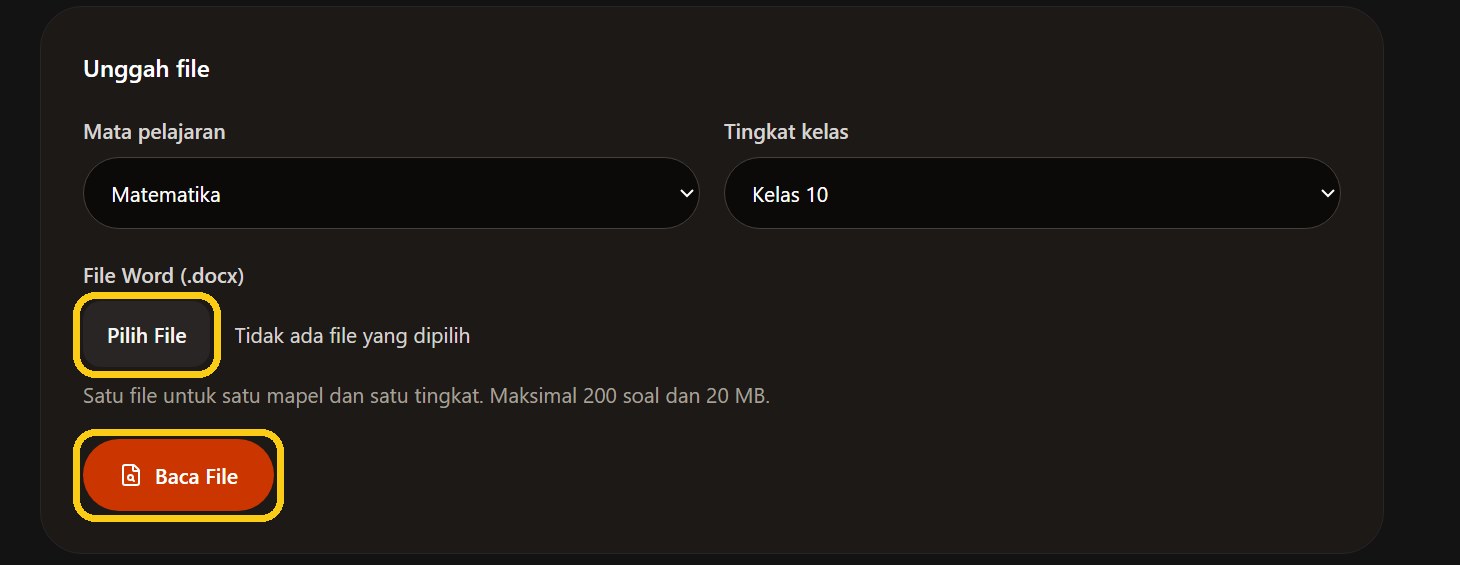 Unggah file
Mata pelajaran
Tingkat kelas
Matematika
Kelas 10
File Word (.docx)
Pilih File Tidak ada file yang dipilih
Satu file untuk satu mapel dan satu tingkat. Maksimal 200 soal dan 20 MB.
Baca File